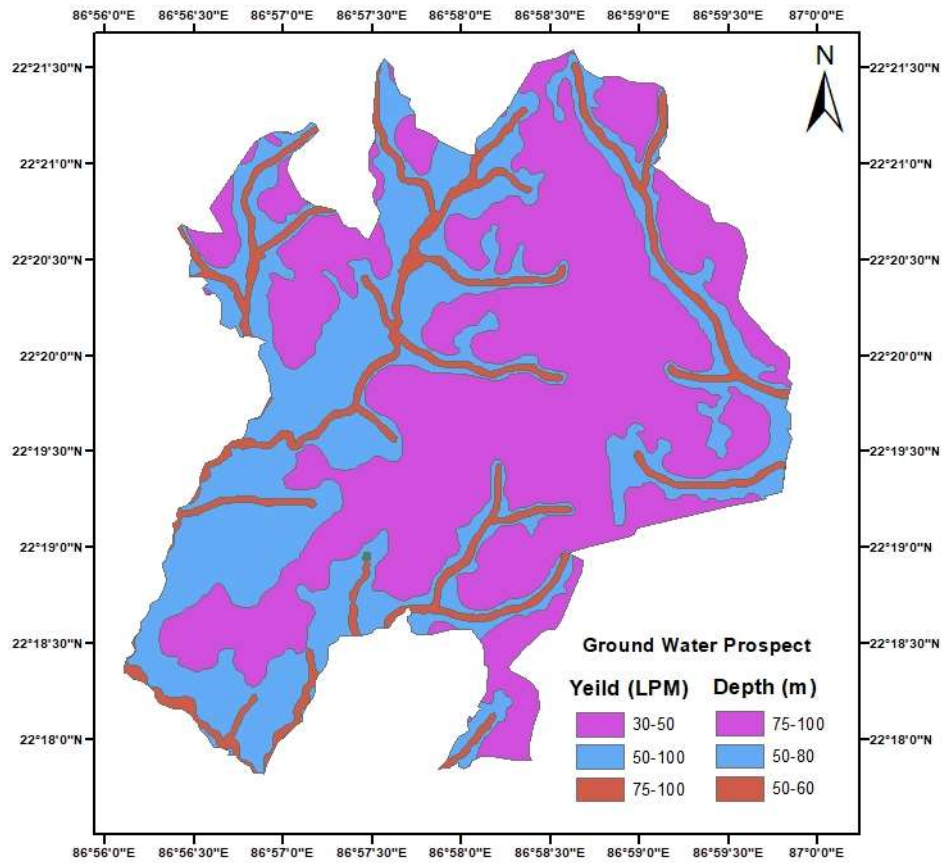 86°56'0"E 86°56'30"E 86°57'0"E 86°57'30"E 86°58'0"E 86°58'30"E 86°59'0"E 86°59'30"E 87°0'0"E
N
22°21'30"N 22°21'30"N
22°21'0"N 22°21'0"N
22°20'30"N 22°20'30"N
22°20'0"N 22°20'0"N
22°19'30"N 22°19'30"N
22°19'0"N 22°19'0"N
22°18'30"N 22°18'30"N
Ground Water Prospect
Yeild (LPM) Depth (m)
30-50 75-100
22°18'0"N 22°18'0"N
50-100 50-80
75-100 50-60
86°56'0"E 86°56'30"E 86°57'0"E 86°57'30"E 86°58'0"E 86°58'30"E 86°59'0"E 86°59'30"E 87°0'0"E